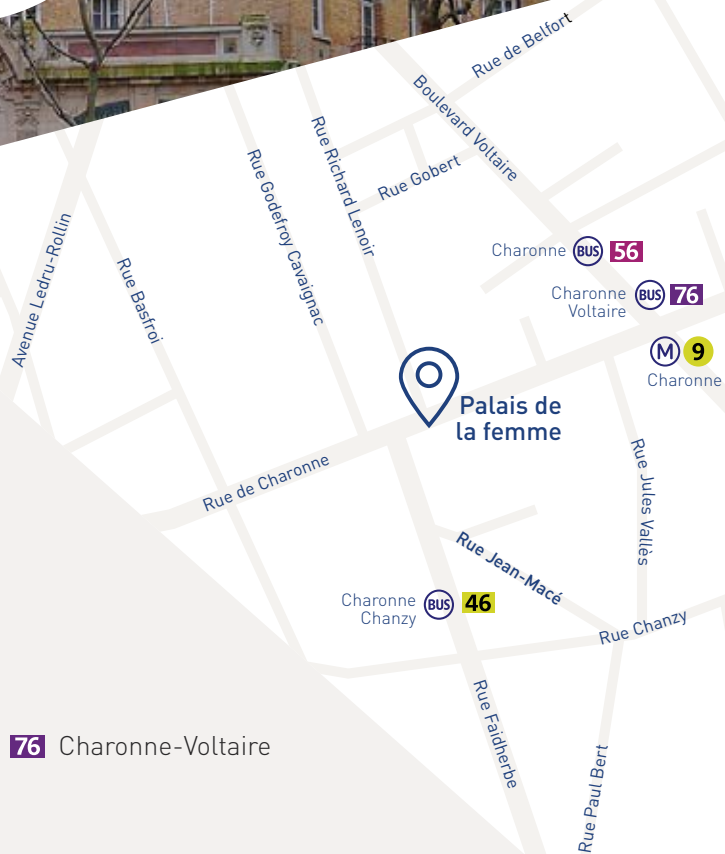 Rue de Belfort
Boulevard Voltaire
Rue Gobert
Rue Richard Lenoir
Rue Godefroy Cavaignac
Avenue Ledru-Rollin
Rue Basfroi
Charonne BUS 56
Charonne
Voltaire
BUS 76
M 9
Charonne
Palais de
la femme
Rue de Charonne
Rue Jules Vallès
Rue Jean-Macé
Charonne
Chanzy
BUS 46
Rue Chanzy
Rue Faidherbe
Rue Paul Bert
76 Charonne-Voltaire